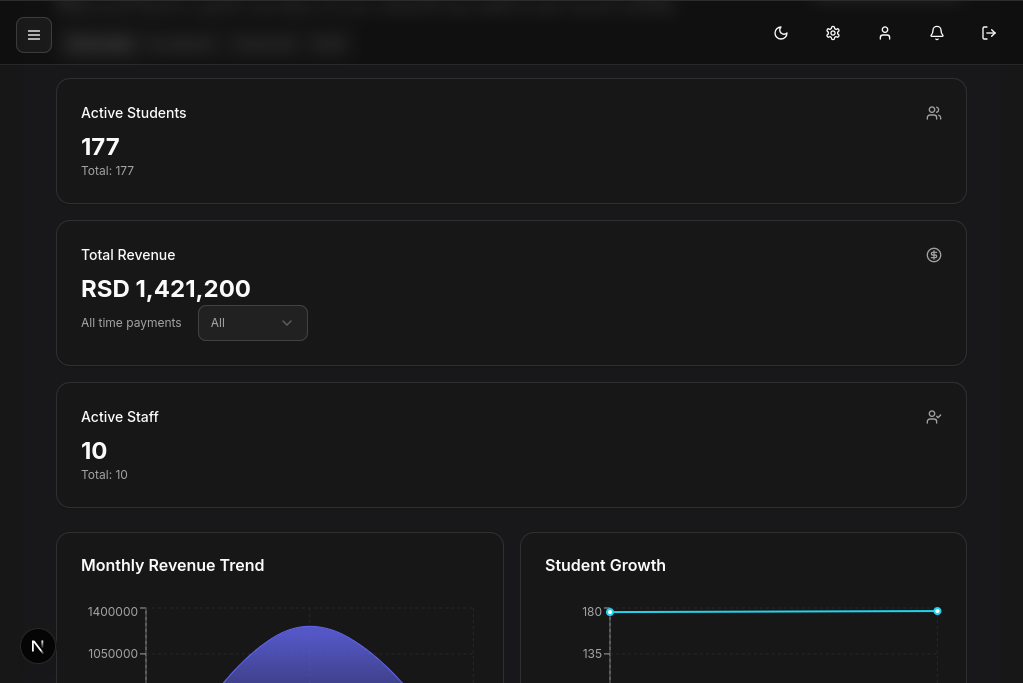 Active Students
177
Total: 177
Total Revenue
RSD 1,421,200
All time payments
All
Active Staff
10
Total: 10
Monthly Revenue Trend
1400000
1050000
Student Growth
180
135
N